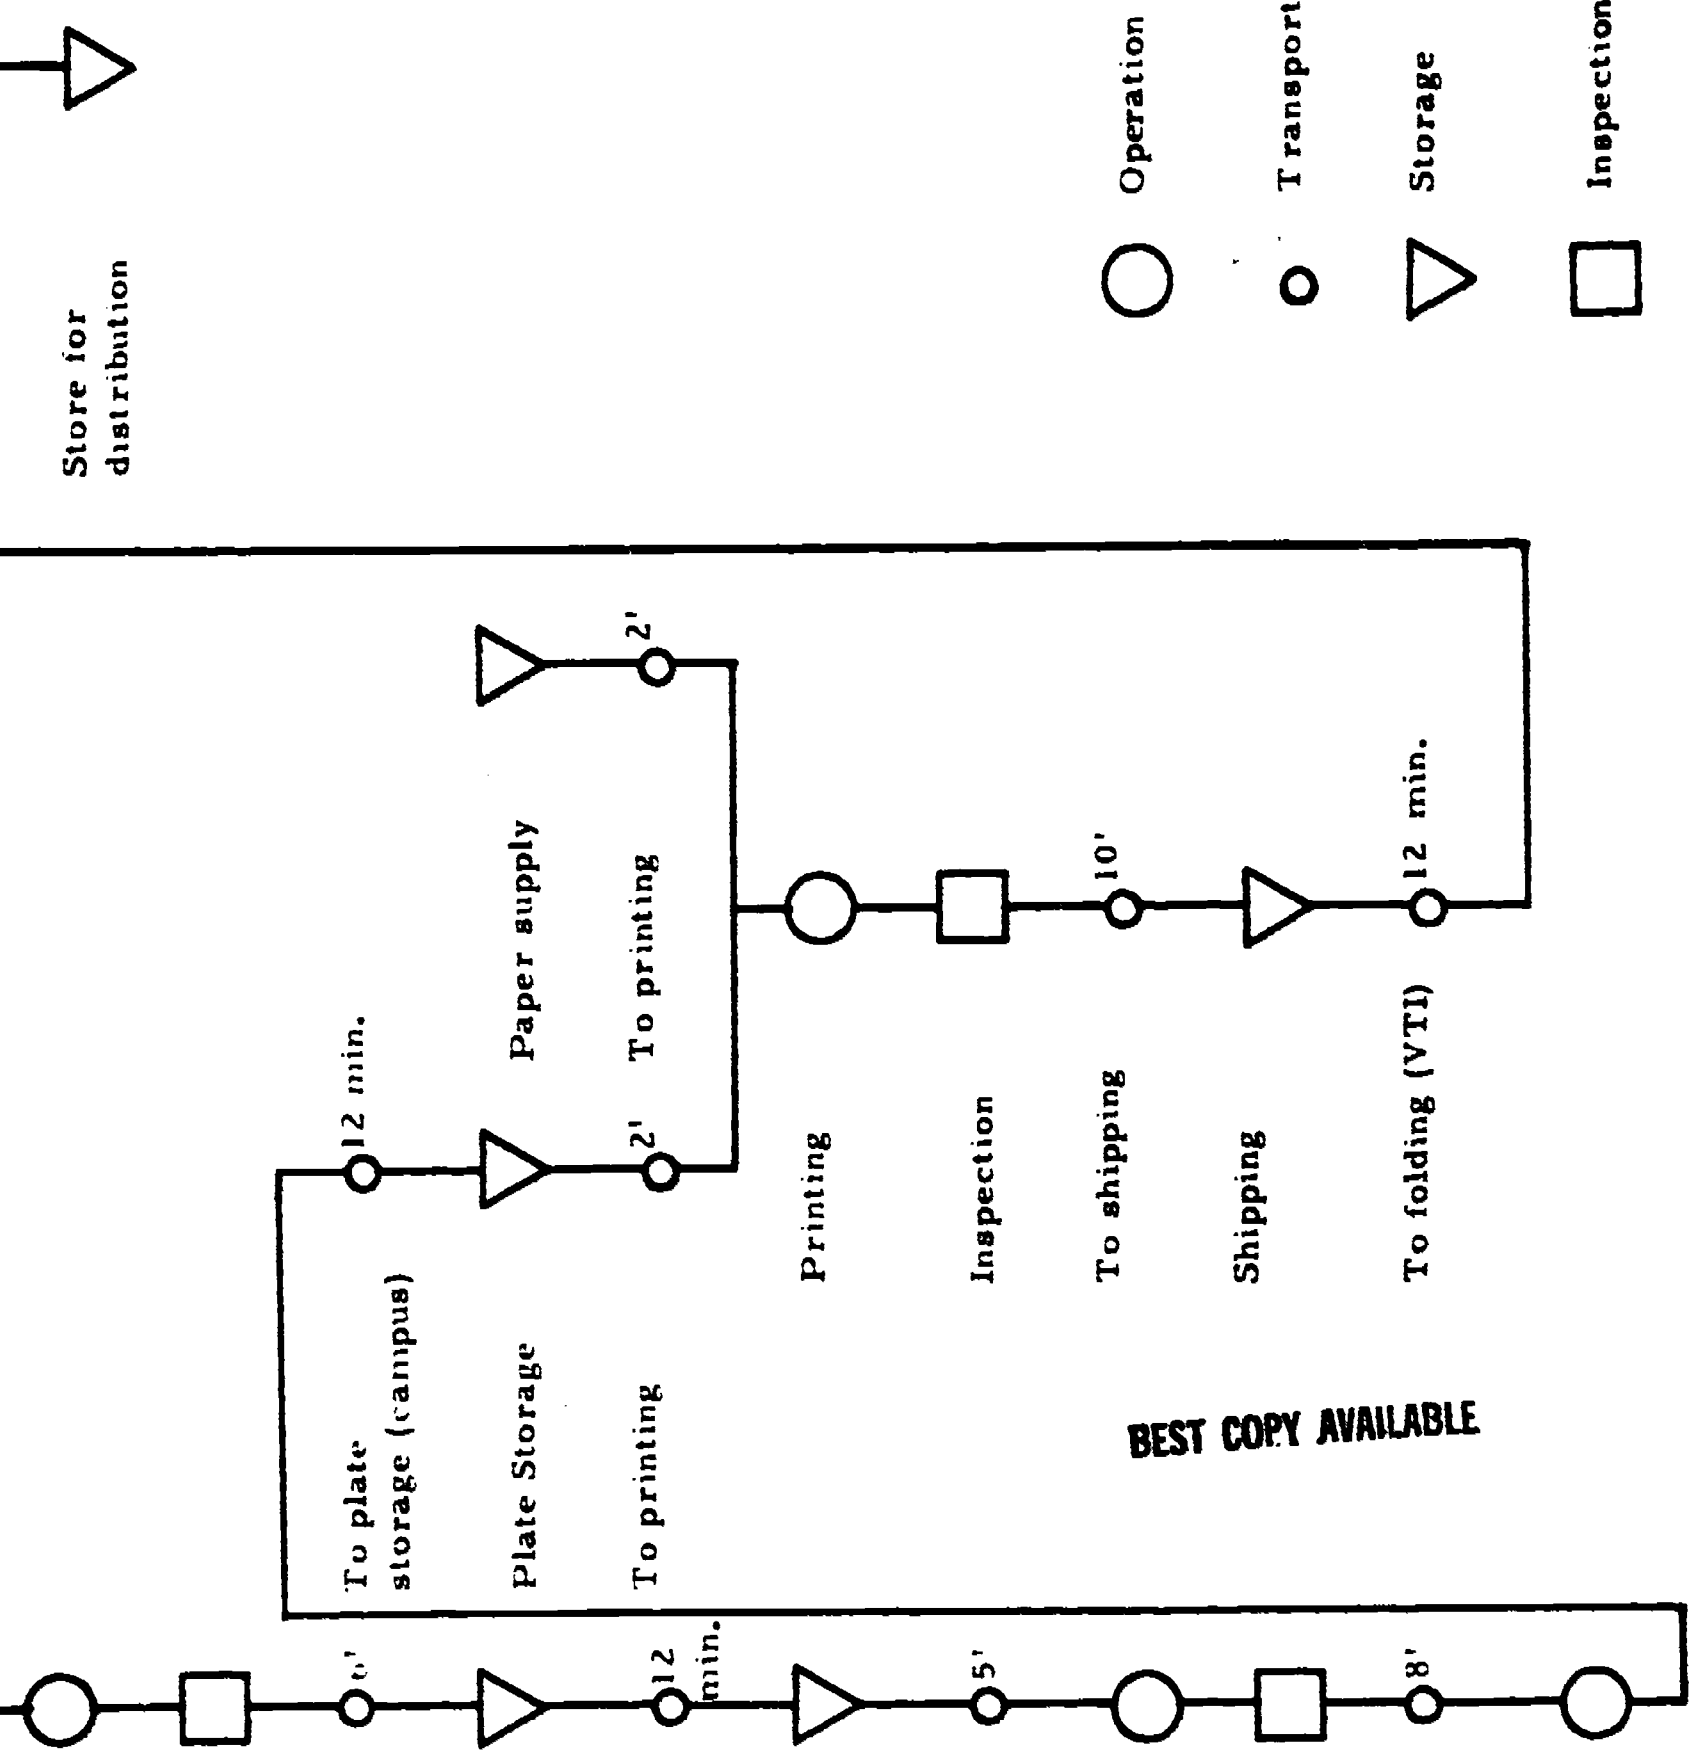 12
min.
5'
8'
To plate
storage (campus)
12 min.
Plate Storage
To printing
2'
Paper supply
To printing
2'
Printing
Inspection
To shipping
10'
Shipping
To folding (VTI)
12 min.
Store for
distribution
Operation
Transport
Storage
Inspection
BEST COPY AVAILABLE